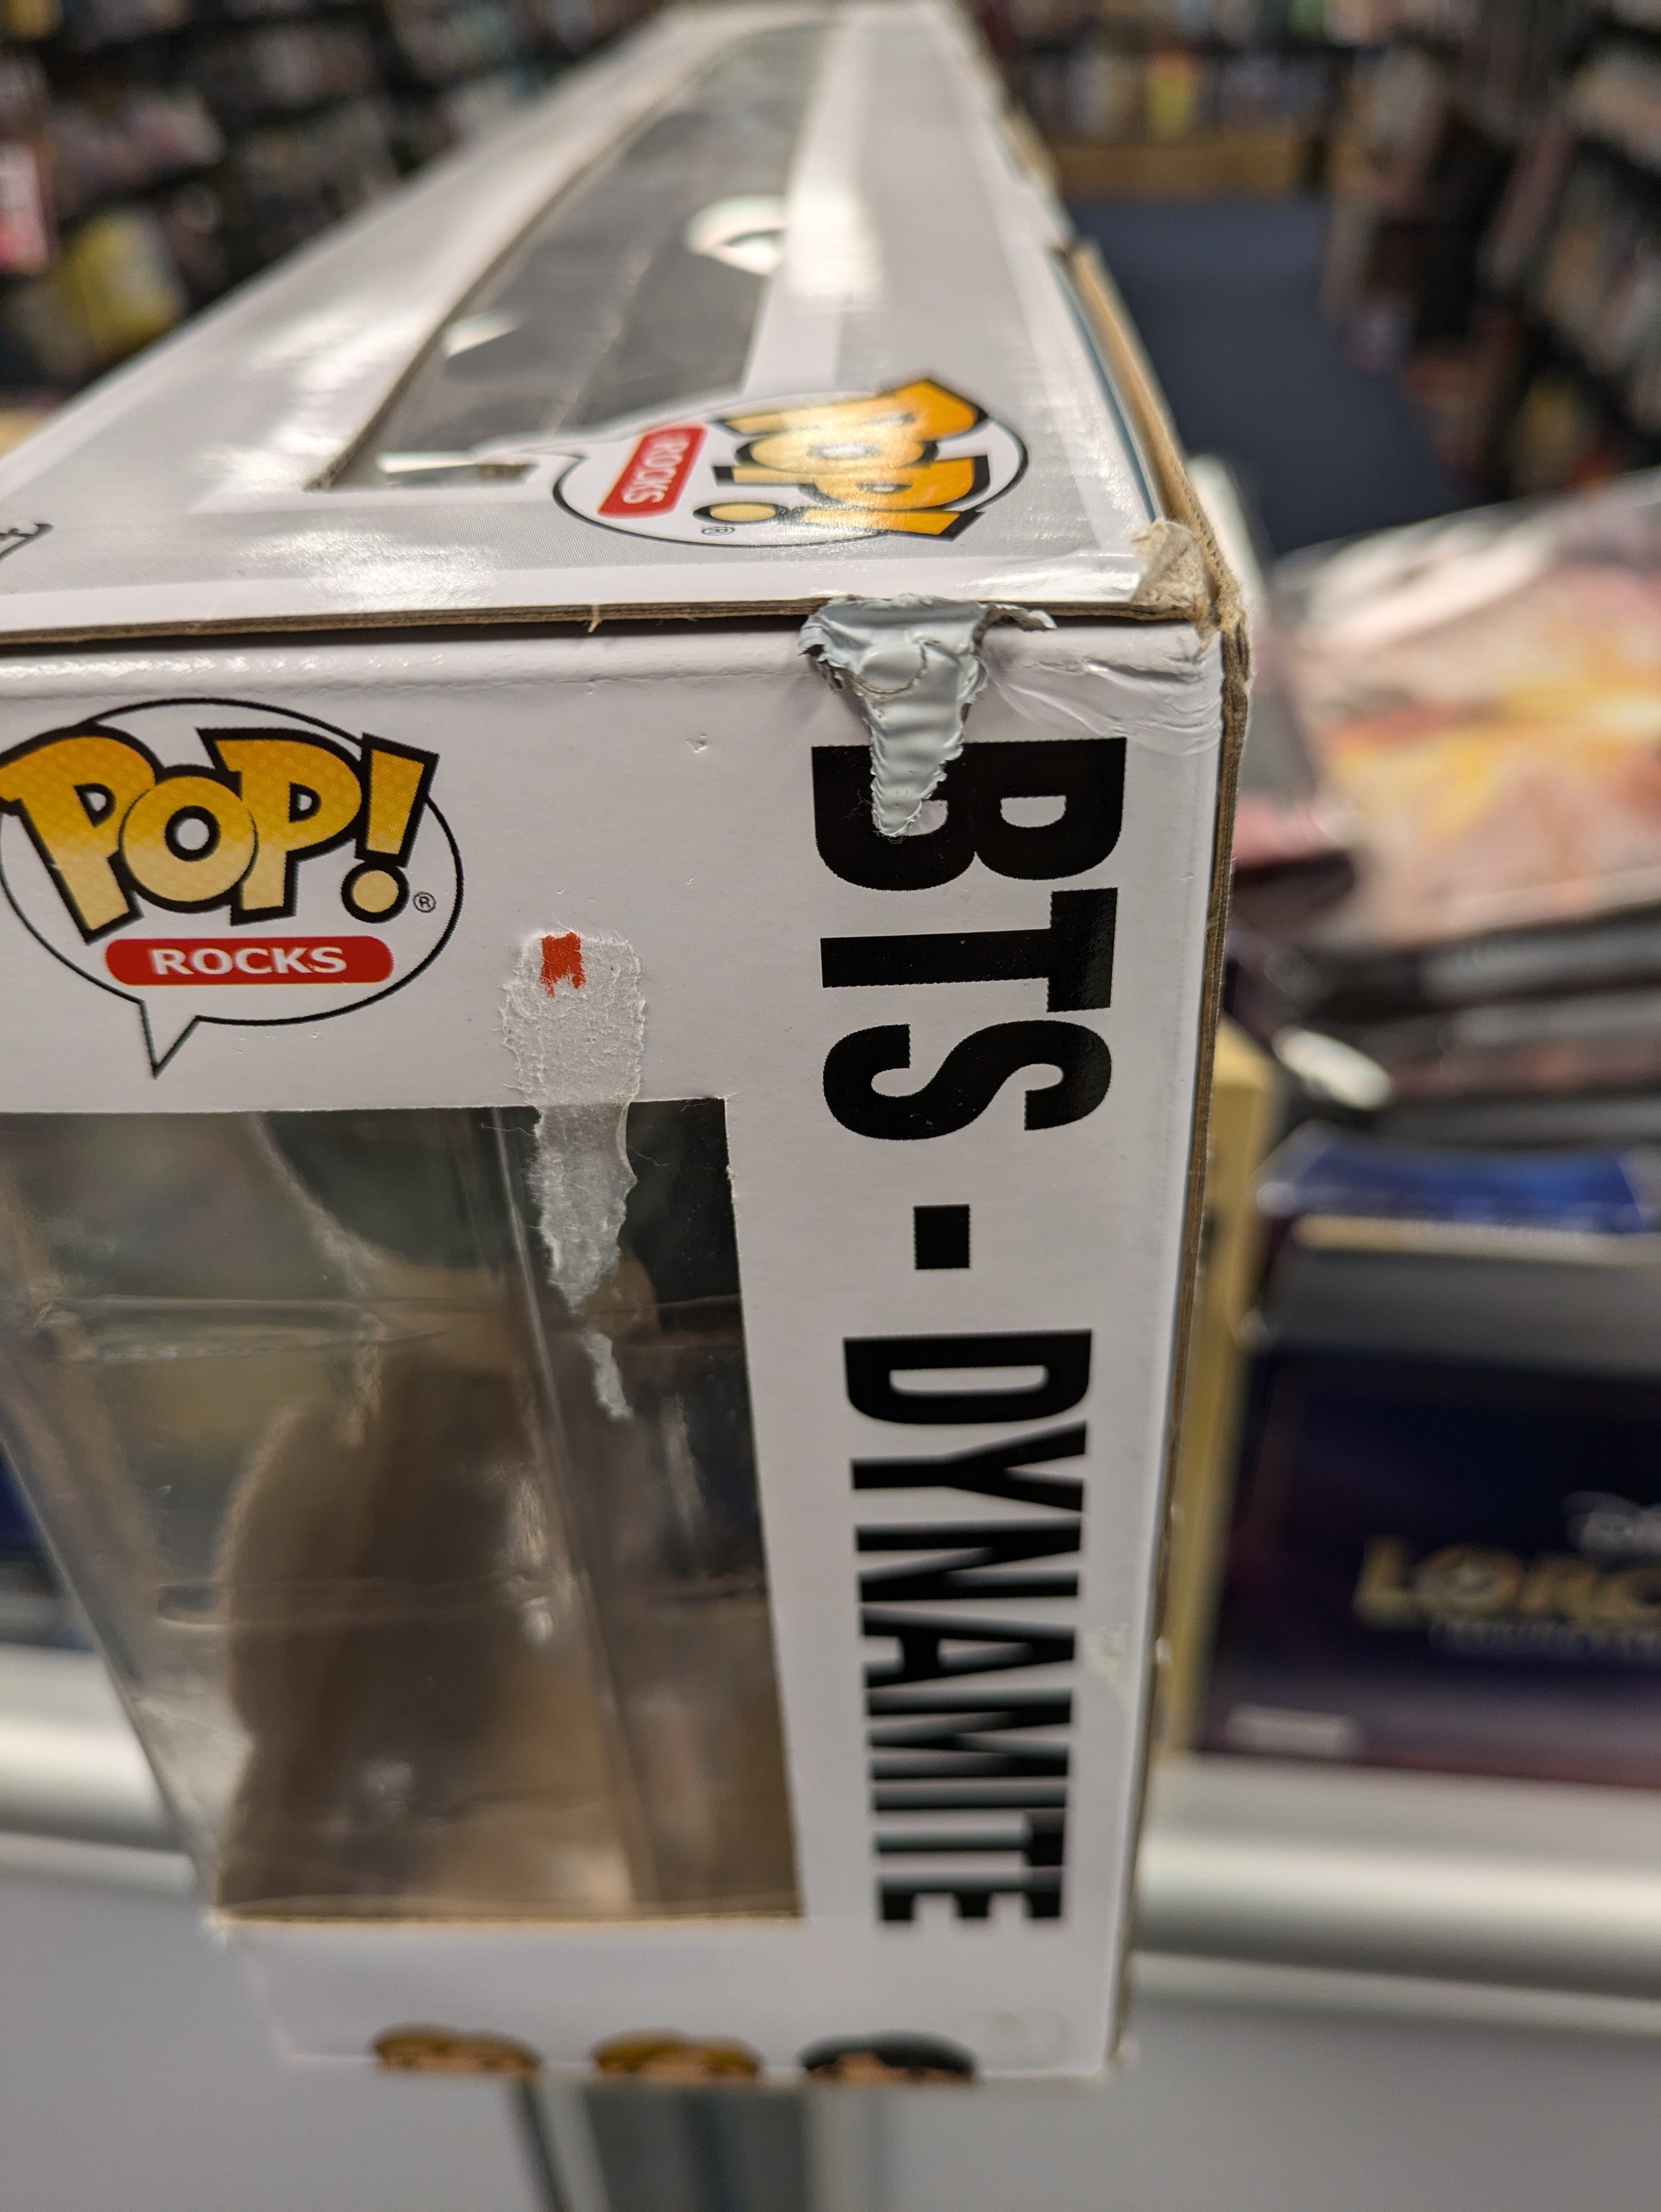 POP!
ROCKS
®
POP!®
ROCKS
BTS - DYNAMITE